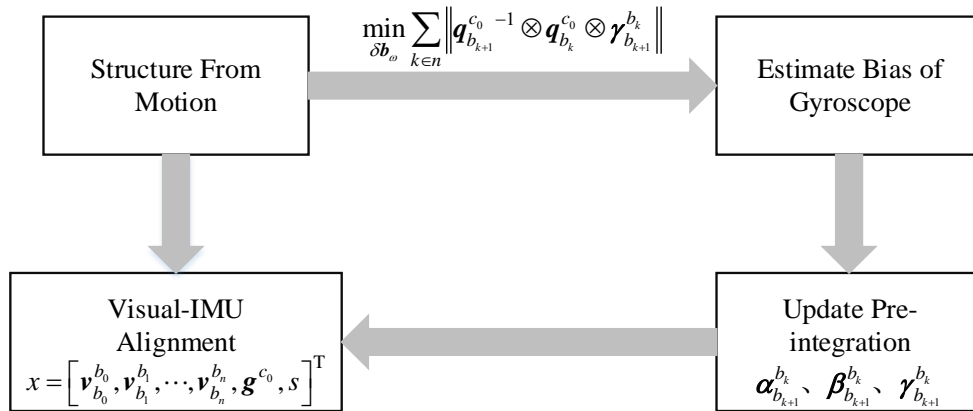 min_{δb_ω} ∑_{k∈n} ‖q_{b_{k+1}}^{c_0}^{-1} ⊗ q_{b_k}^{c_0} ⊗ γ_{b_{k+1}}^{b_k}‖
Structure From
Motion
Estimate Bias of
Gyroscope
Visual-IMU
Alignment
x = [v_{b_0}^{b_0}, v_{b_1}^{b_1}, ⋯, v_{b_n}^{b_n}, g^{c_0}, s]^T
Update Pre-
integration
α_{b_{k+1}}^{b_k}、β_{b_{k+1}}^{b_k}、γ_{b_{k+1}}^{b_k}